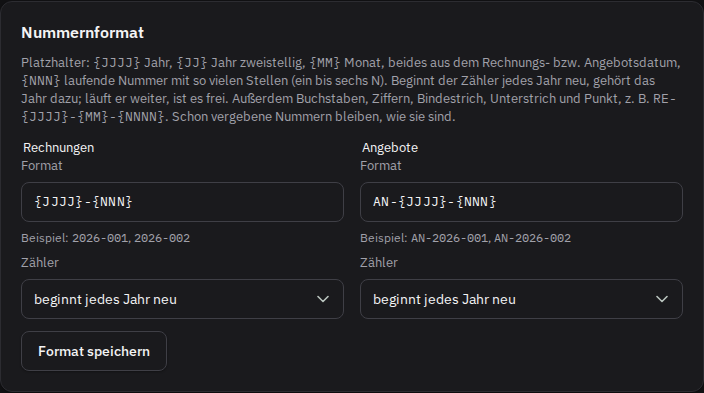 Nummernformat
Platzhalter: {JJJJ} Jahr, {JJ} Jahr zweistellig, {MM} Monat, beides aus dem Rechnungs- bzw. Angebotsdatum,
{NNN} laufende Nummer mit so vielen Stellen (ein bis sechs N). Beginnt der Zähler jedes Jahr neu, gehört das
Jahr dazu; läuft er weiter, ist es frei. Außerdem Buchstaben, Ziffern, Bindestrich, Unterstrich und Punkt, z. B. RE-
{JJJJ}-{MM}-{NNNN}. Schon vergebene Nummern bleiben, wie sie sind.
Rechnungen
Format
{JJJJ}-{NNN}
Beispiel: 2026-001, 2026-002
Zähler
beginnt jedes Jahr neu
Angebote
Format
AN-{JJJJ}-{NNN}
Beispiel: AN-2026-001, AN-2026-002
Zähler
beginnt jedes Jahr neu
Format speichern